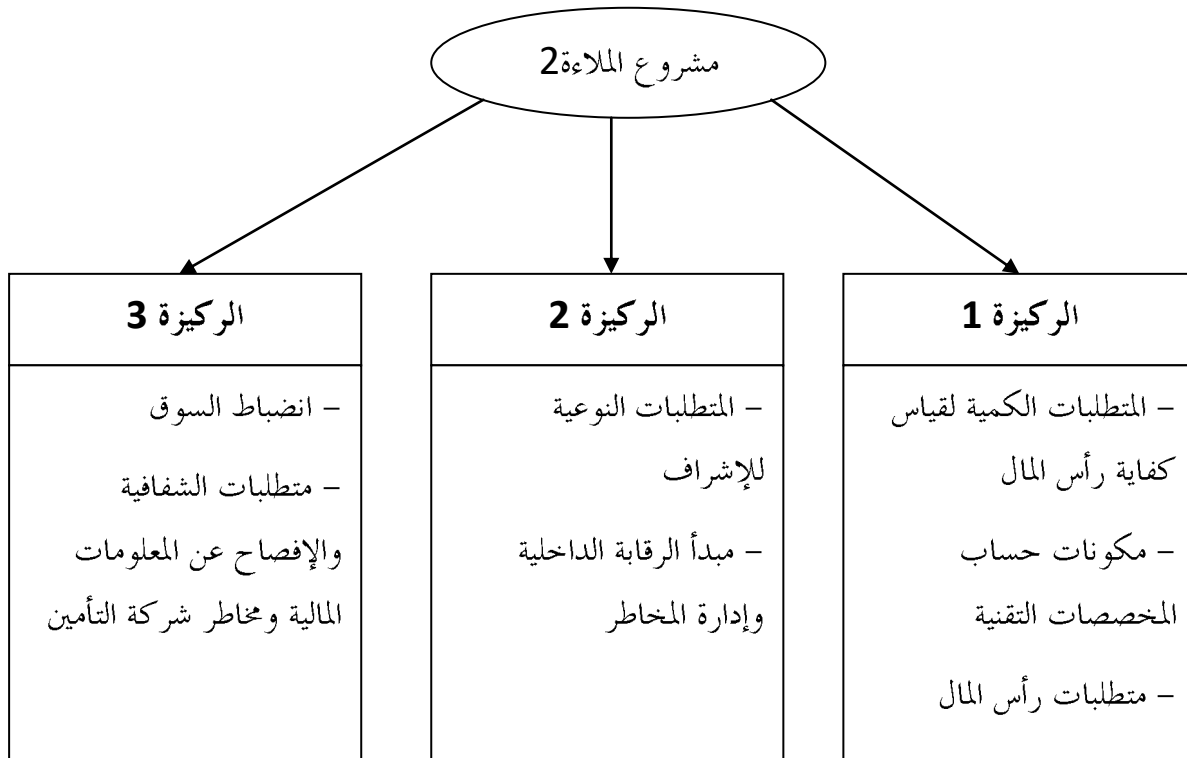 مشروع الملاءة2
الركيزة 1
– المتطلبات الكمية لقياس
كفاية رأس المال
– مكونات حساب
المخصصات التقنية
– متطلبات رأس المال
الركيزة 2
– المتطلبات النوعية
للإشراف
– مبدأ الرقابة الداخلية
وإدارة المخاطر
الركيزة 3
– انضباط السوق
– متطلبات الشفافية
والإفصاح عن المعلومات
المالية ومخاطر شركة التأمين